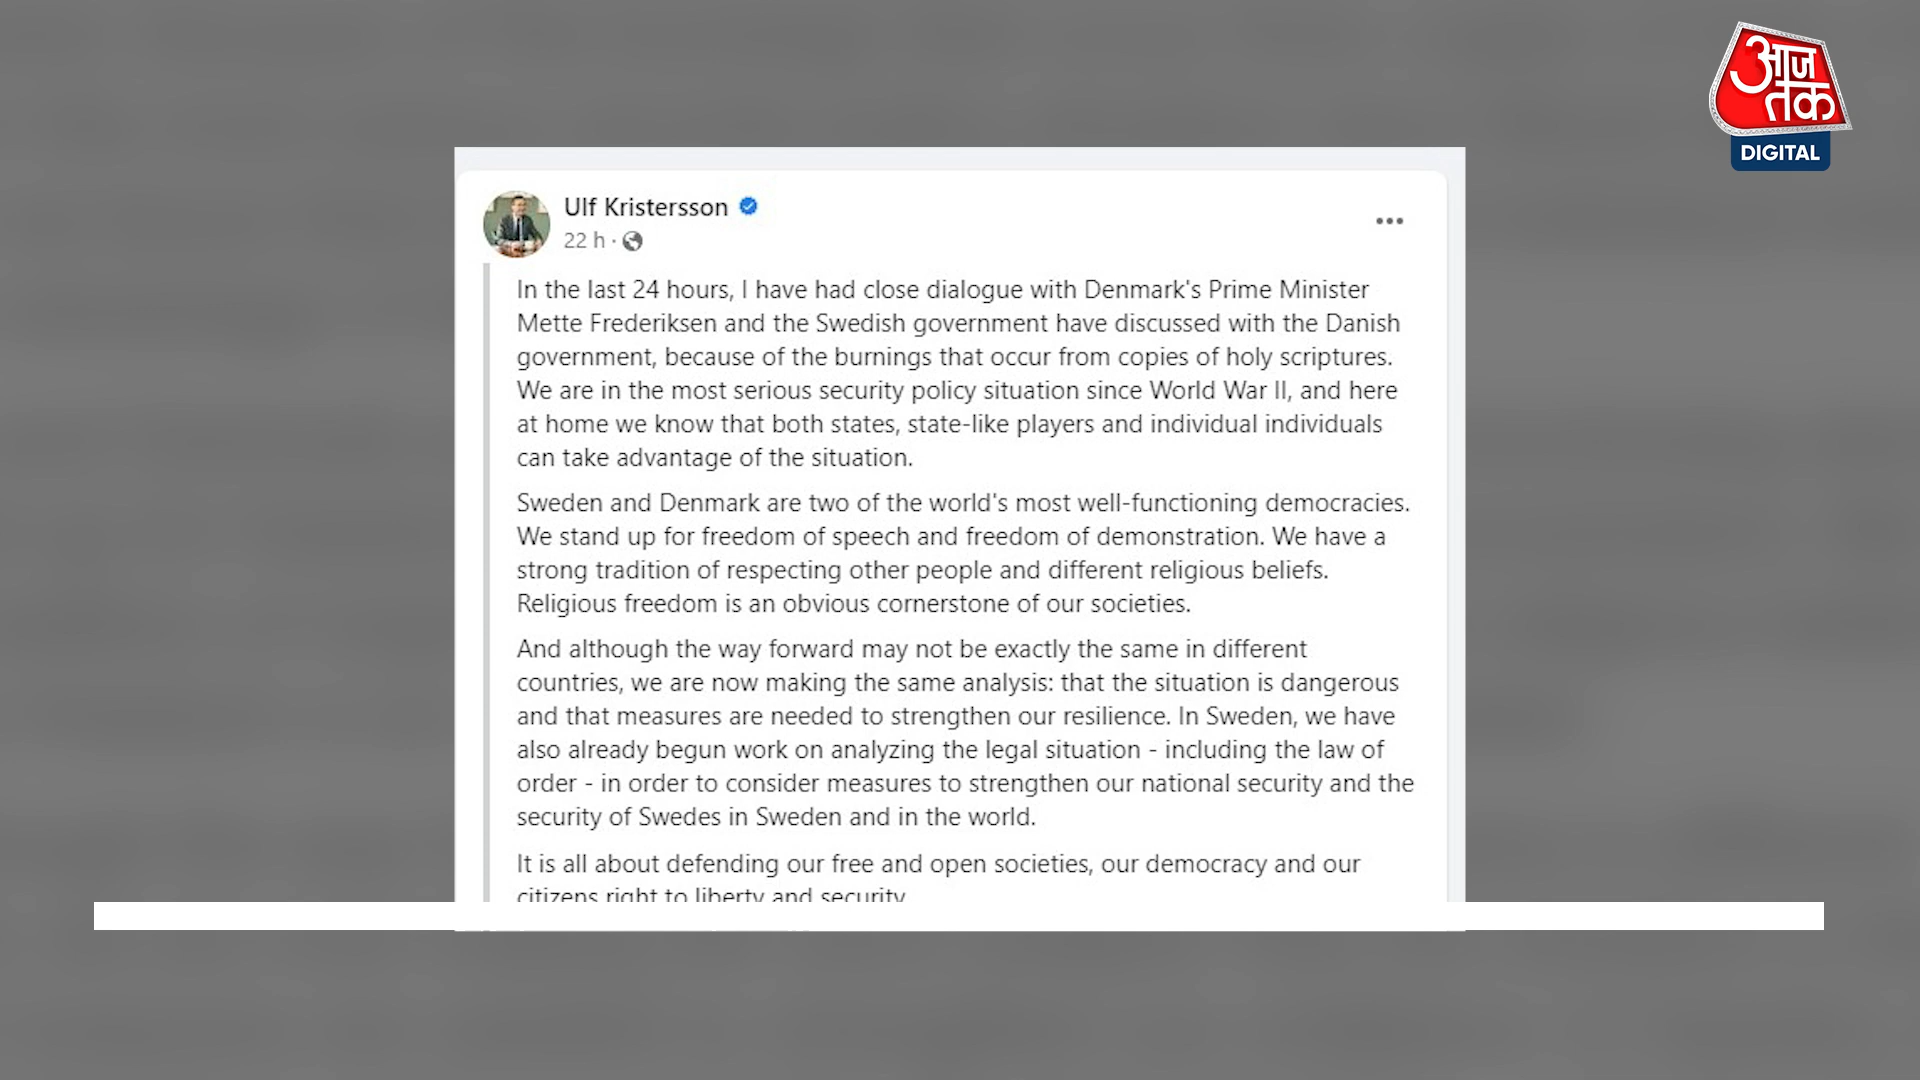 आज
तक
DIGITAL
Ulf Kristersson
22 h ·
In the last 24 hours, I have had close dialogue with Denmark's Prime Minister
Mette Frederiksen and the Swedish government have discussed with the Danish
government, because of the burnings that occur from copies of holy scriptures.
We are in the most serious security policy situation since World War II, and here
at home we know that both states, state-like players and individual individuals
can take advantage of the situation.
Sweden and Denmark are two of the world's most well-functioning democracies.
We stand up for freedom of speech and freedom of demonstration. We have a
strong tradition of respecting other people and different religious beliefs.
Religious freedom is an obvious cornerstone of our societies.
And although the way forward may not be exactly the same in different
countries, we are now making the same analysis: that the situation is dangerous
and that measures are needed to strengthen our resilience. In Sweden, we have
also already begun work on analyzing the legal situation - including the law of
order - in order to consider measures to strengthen our national security and the
security of Swedes in Sweden and in the world.
It is all about defending our free and open societies, our democracy and our
citizens right to liberty and security